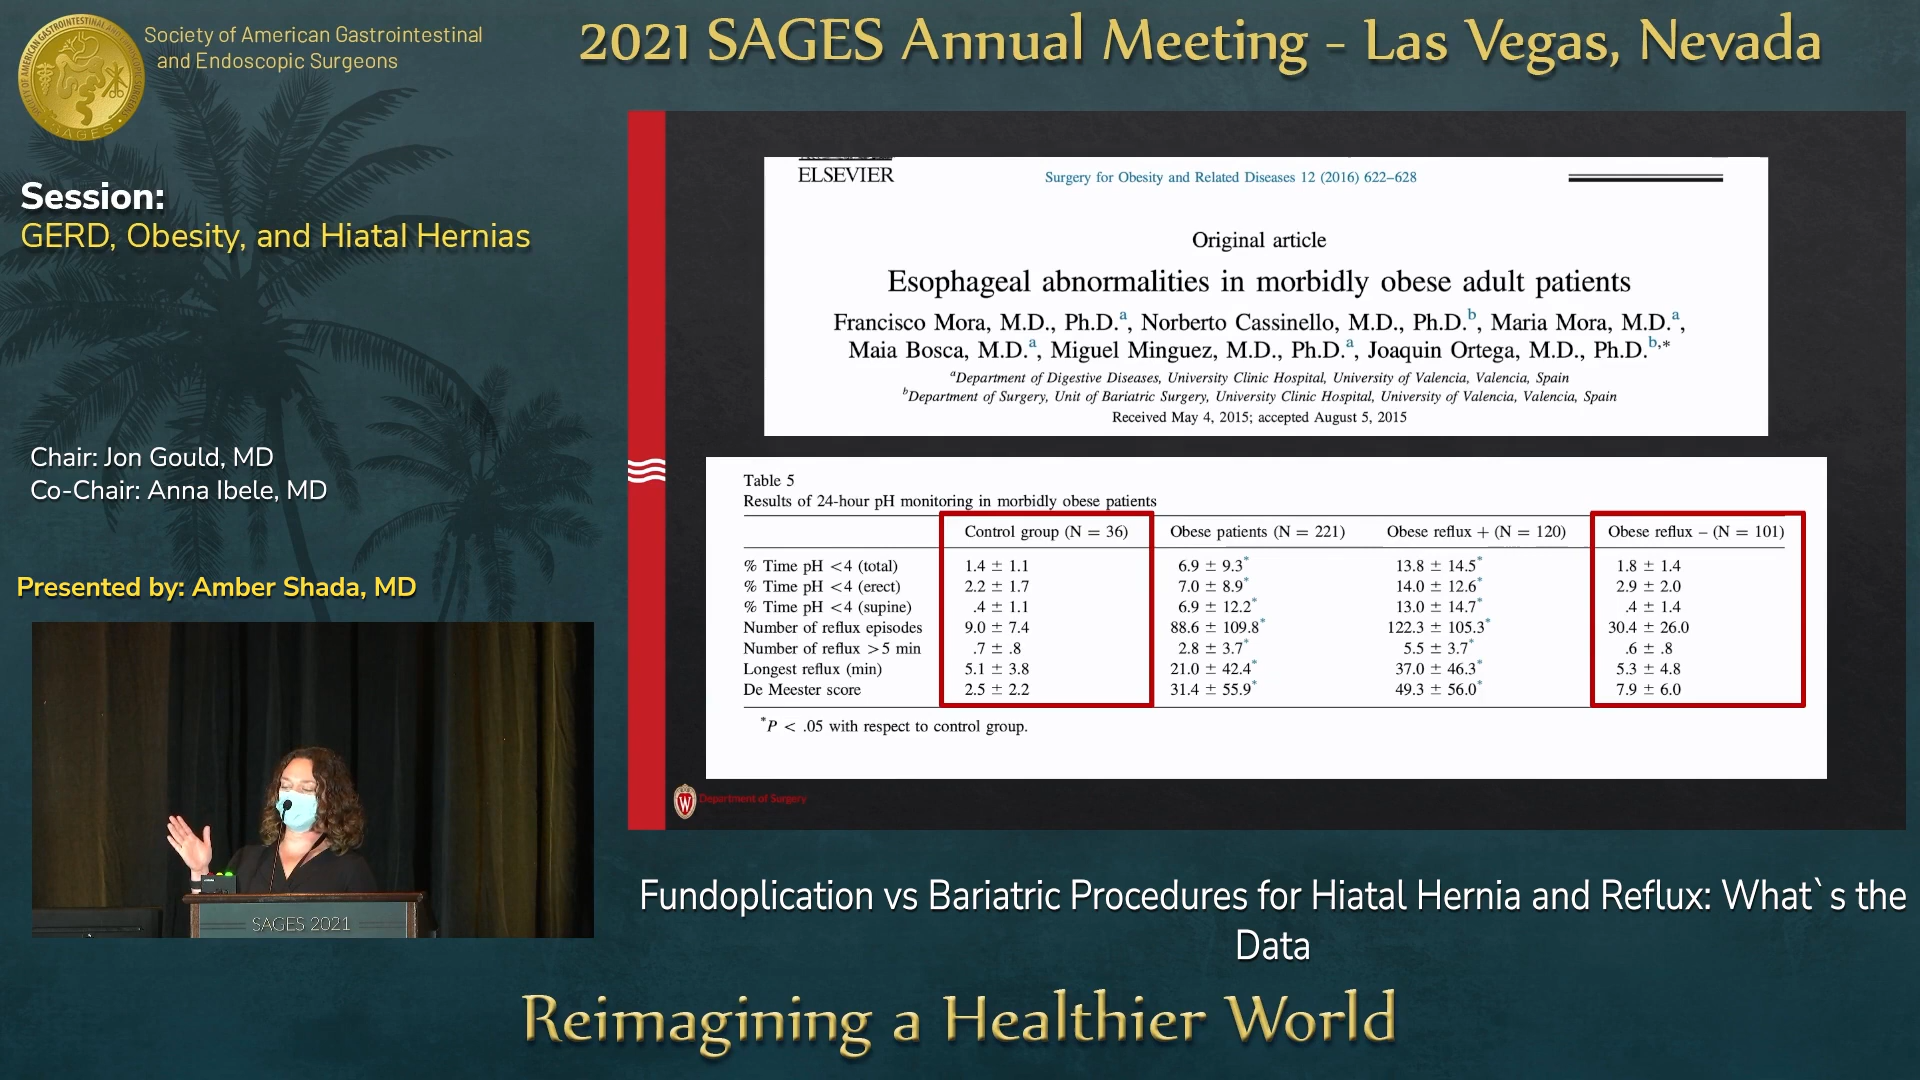 Society of American Gastrointestinal
and Endoscopic Surgeons
2021 SAGES Annual Meeting - Las Vegas, Nevada
Session:
GERD, Obesity, and Hiatal Hernias
Chair: Jon Gould, MD
Co-Chair: Anna Ibele, MD
Presented by: Amber Shada, MD
SAGES 2021
ELSEVIER
Surgery for Obesity and Related Diseases 12 (2016) 622–628
Original article
Esophageal abnormalities in morbidly obese adult patients
Francisco Mora, M.D., Ph.D.a, Norberto Cassinello, M.D., Ph.D.b, Maria Mora, M.D.a,
Maia Bosca, M.D.a, Miguel Minguez, M.D., Ph.D.a, Joaquin Ortega, M.D., Ph.D.b,*
aDepartment of Digestive Diseases, University Clinic Hospital, University of Valencia, Valencia, Spain
bDepartment of Surgery, Unit of Bariatric Surgery, University Clinic Hospital, University of Valencia, Valencia, Spain
Received May 4, 2015; accepted August 5, 2015
Table 5
Results of 24-hour pH monitoring in morbidly obese patients
Control group (N = 36) Obese patients (N = 221) Obese reflux + (N = 120) Obese reflux – (N = 101)
% Time pH <4 (total) 1.4 ± 1.1 6.9 ± 9.3* 13.8 ± 14.5* 1.8 ± 1.4
% Time pH <4 (erect) 2.2 ± 1.7 7.0 ± 8.9* 14.0 ± 12.6* 2.9 ± 2.0
% Time pH <4 (supine) .4 ± 1.1 6.9 ± 12.2* 13.0 ± 14.7* .4 ± 1.4
Number of reflux episodes 9.0 ± 7.4 88.6 ± 109.8* 122.3 ± 105.3* 30.4 ± 26.0
Number of reflux >5 min .7 ± .8 2.8 ± 3.7* 5.5 ± 3.7* .6 ± .8
Longest reflux (min) 5.1 ± 3.8 21.0 ± 42.4* 37.0 ± 46.3* 5.3 ± 4.8
De Meester score 2.5 ± 2.2 31.4 ± 55.9* 49.3 ± 56.0* 7.9 ± 6.0
*P < .05 with respect to control group.
W
Department of Surgery
Fundoplication vs Bariatric Procedures for Hiatal Hernia and Reflux: What`s the
Data
Reimagining a Healthier World